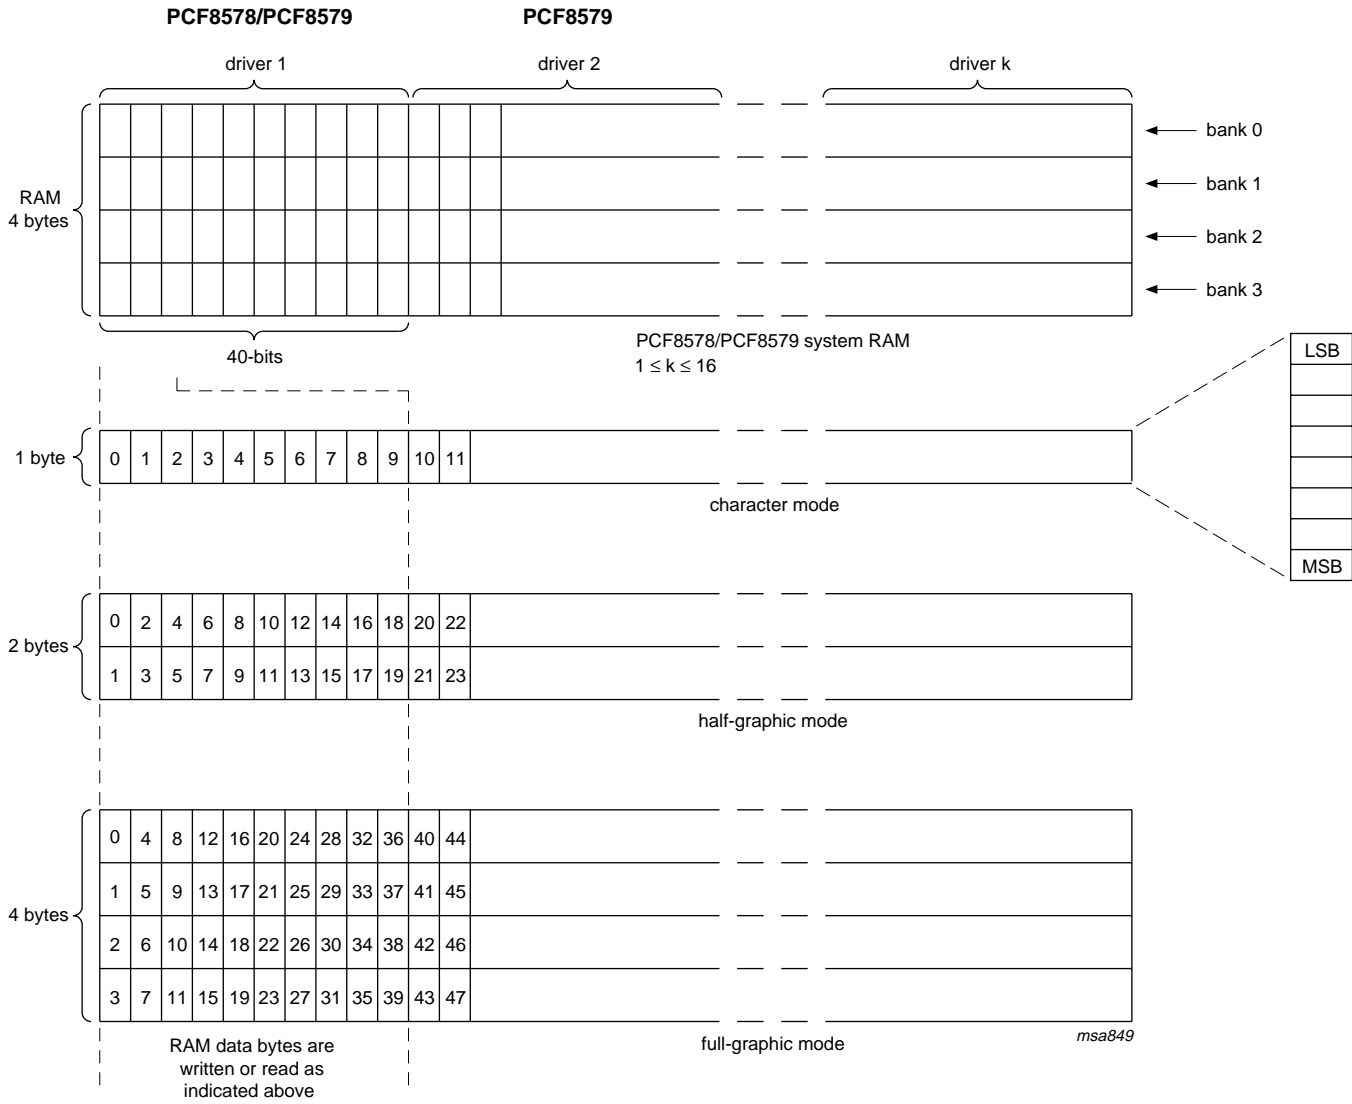 PCF8578/PCF8579 PCF8579
driver 1 driver 2 driver k
RAM
4 bytes
bank 0
bank 1
bank 2
bank 3
40-bits
PCF8578/PCF8579 system RAM
1 ≤ k ≤ 16
LSB
MSB
1 byte
0 1 2 3 4 5 6 7 8 9 10 11
character mode
2 bytes
0 2 4 6 8 10 12 14 16 18 20 22
1 3 5 7 9 11 13 15 17 19 21 23
half-graphic mode
4 bytes
0 4 8 12 16 20 24 28 32 36 40 44
1 5 9 13 17 21 25 29 33 37 41 45
2 6 10 14 18 22 26 30 34 38 42 46
3 7 11 15 19 23 27 31 35 39 43 47
full-graphic mode
msa849
RAM data bytes are
written or read as
indicated above